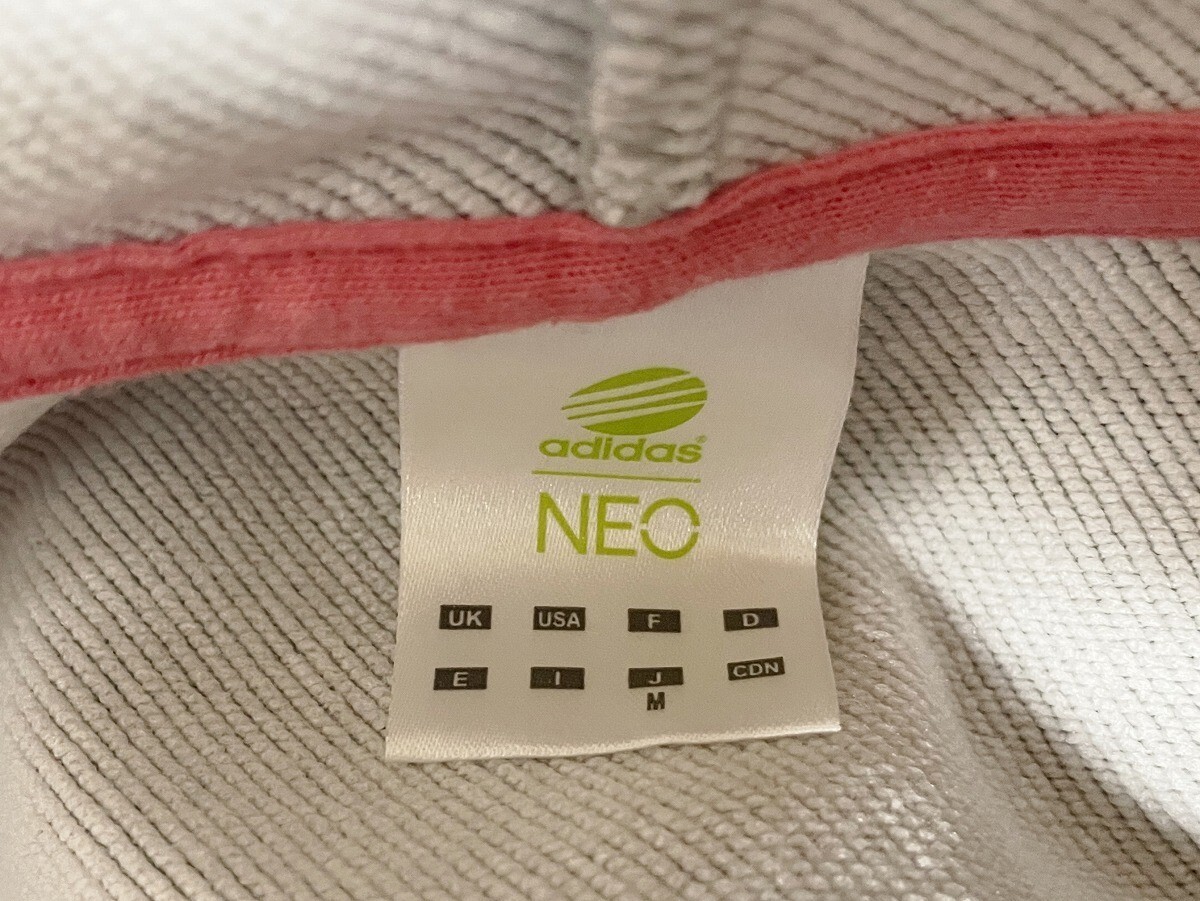 adidas®
NEO
UK USA F D
E I J CDN
M